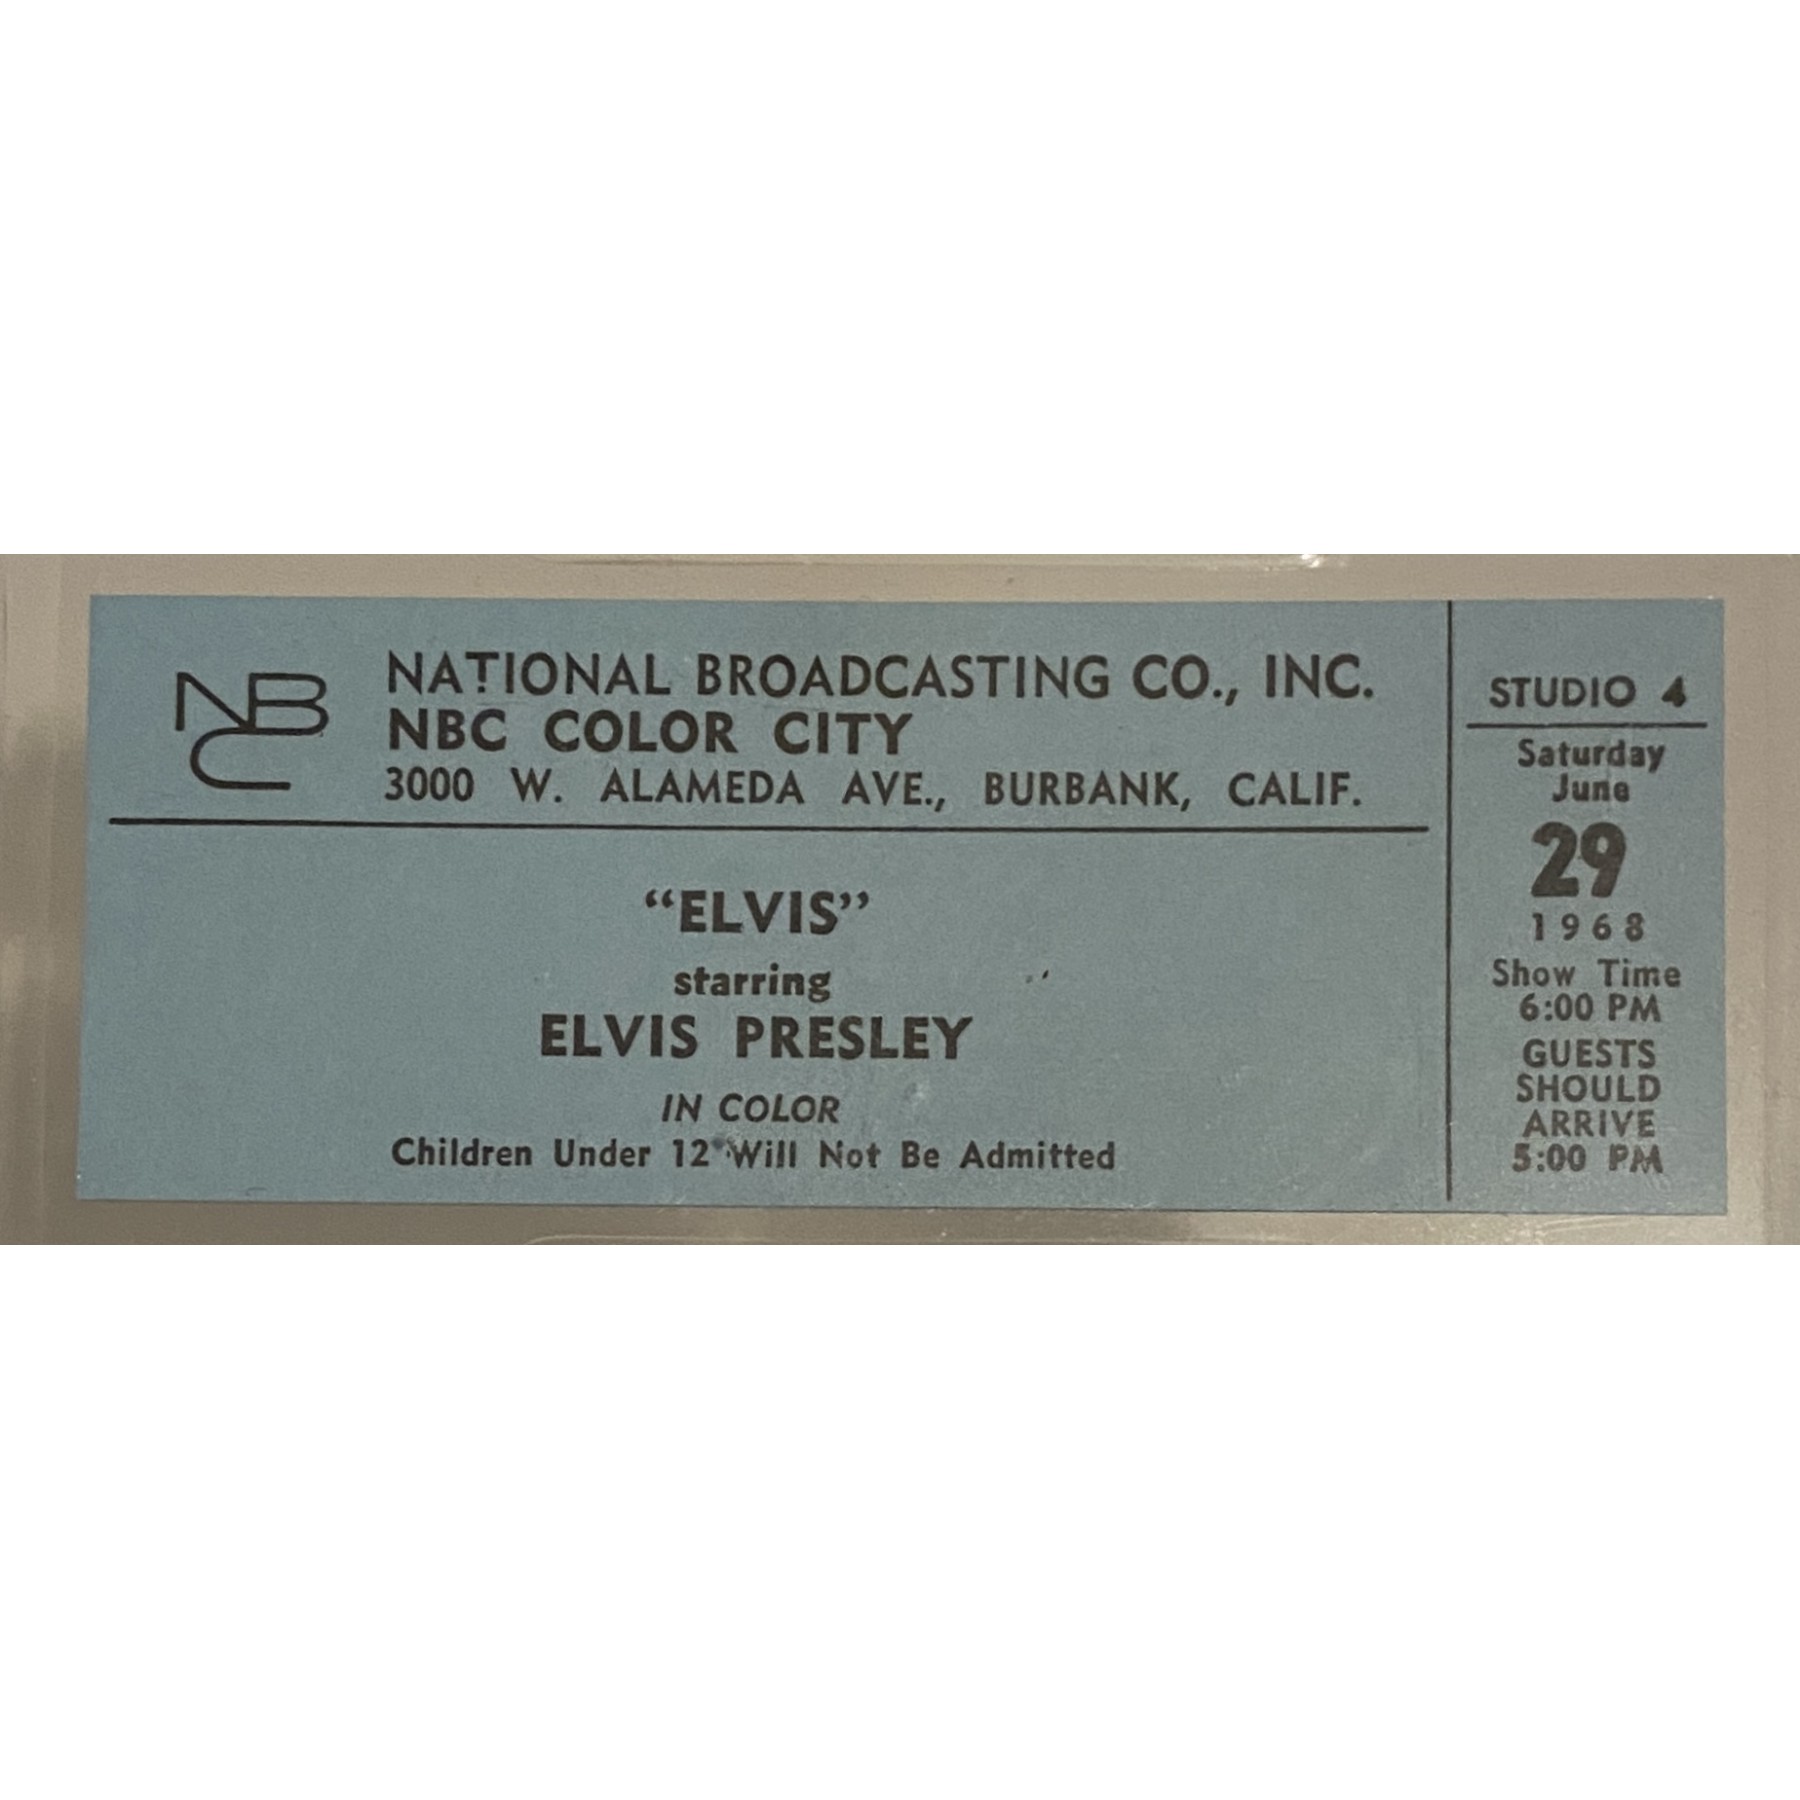 NBC
NATIONAL BROADCASTING CO., INC.
NBC COLOR CITY
3000 W. ALAMEDA AVE., BURBANK, CALIF.
"ELVIS"
starring
ELVIS PRESLEY
IN COLOR
Children Under 12 Will Not Be Admitted
STUDIO 4
Saturday
June
29
1968
Show Time
6:00 PM
GUESTS
SHOULD
ARRIVE
5:00 PM